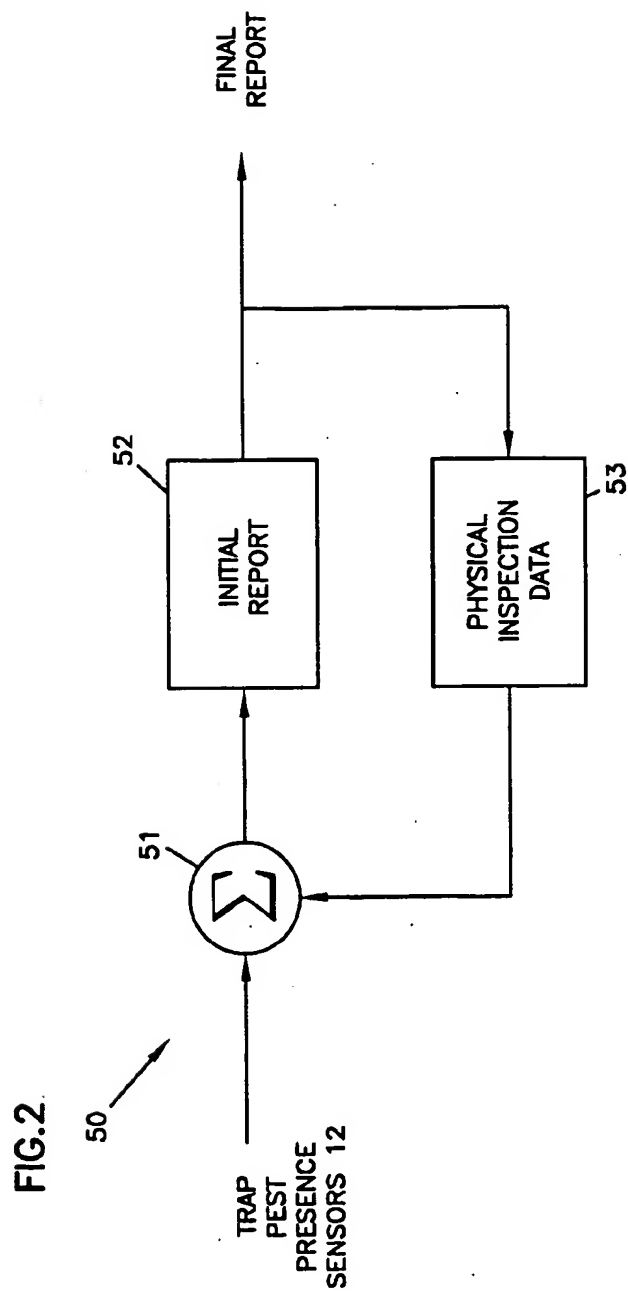 FIG.2
50
TRAP
PEST
PRESENCE
SENSORS 12
51
Σ
52
INITIAL
REPORT
FINAL
REPORT
PHYSICAL
INSPECTION
DATA
53